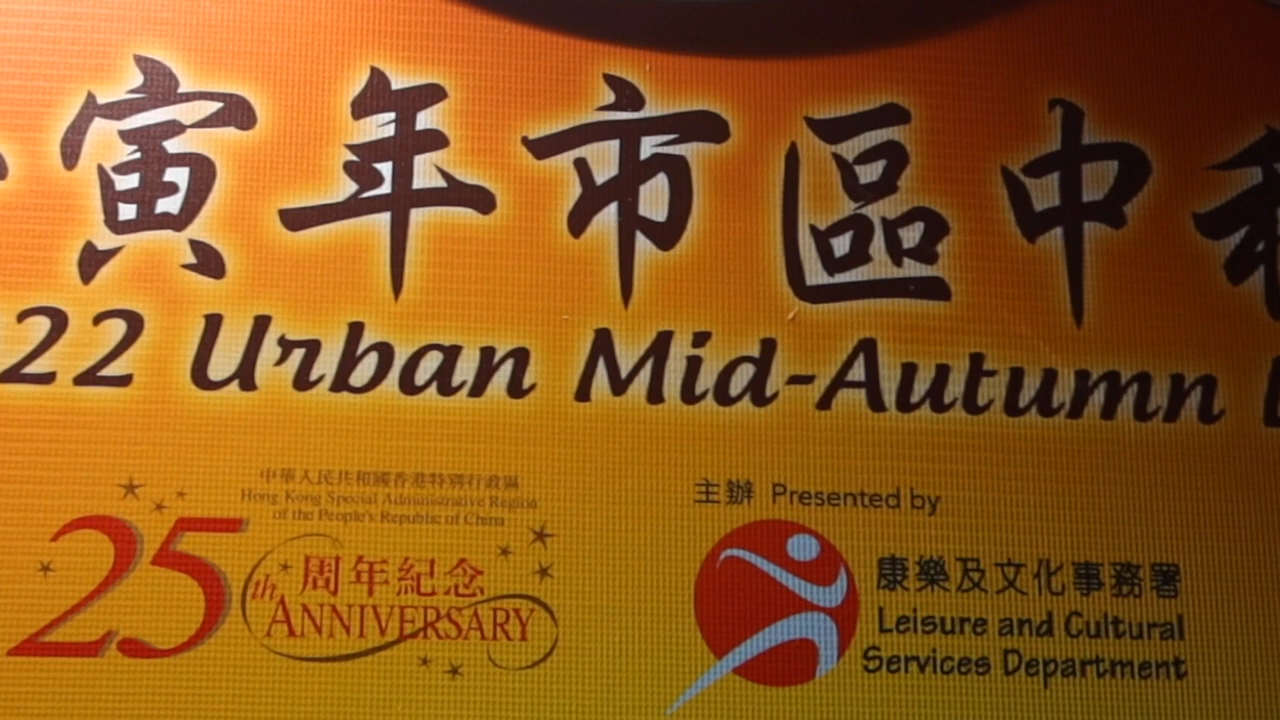 寅年市區中秋
22 Urban Mid-Autumn
中華人民共和國香港特別行政區
Hong Kong Special Administrative Region
of the People's Republic of China
25th 周年紀念
ANNIVERSARY
主辦 Presented by
康樂及文化事務署
Leisure and Cultural
Services Department